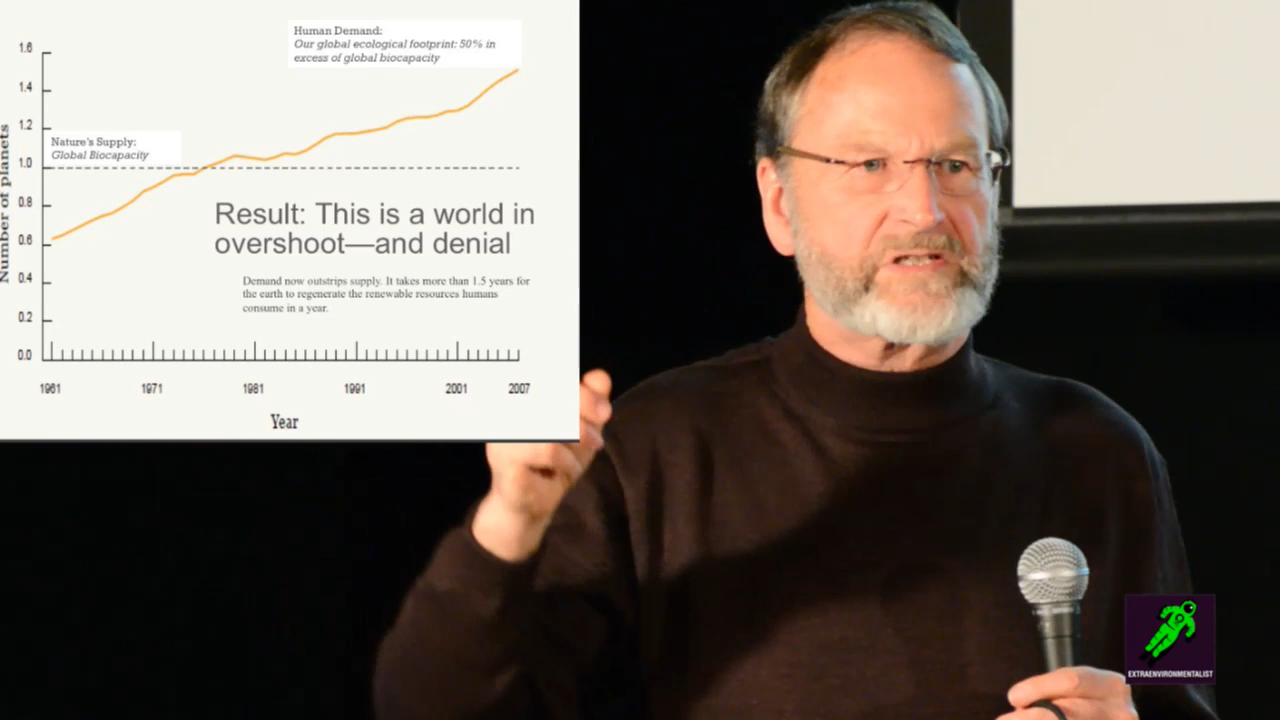 Human Demand:
Our global ecological footprint: 50% in
excess of global biocapacity
1.6
1.4
1.2
Nature's Supply:
Global Biocapacity
1.0
0.8
0.6
0.4
0.2
0.0
Number of planets
Result: This is a world in
overshoot—and denial
Demand now outstrips supply. It takes more than 1.5 years for
the earth to regenerate the renewable resources humans
consume in a year.
1961 1971 1981 1991 2001 2007
Year
EXTRAENVIRONMENTALIST